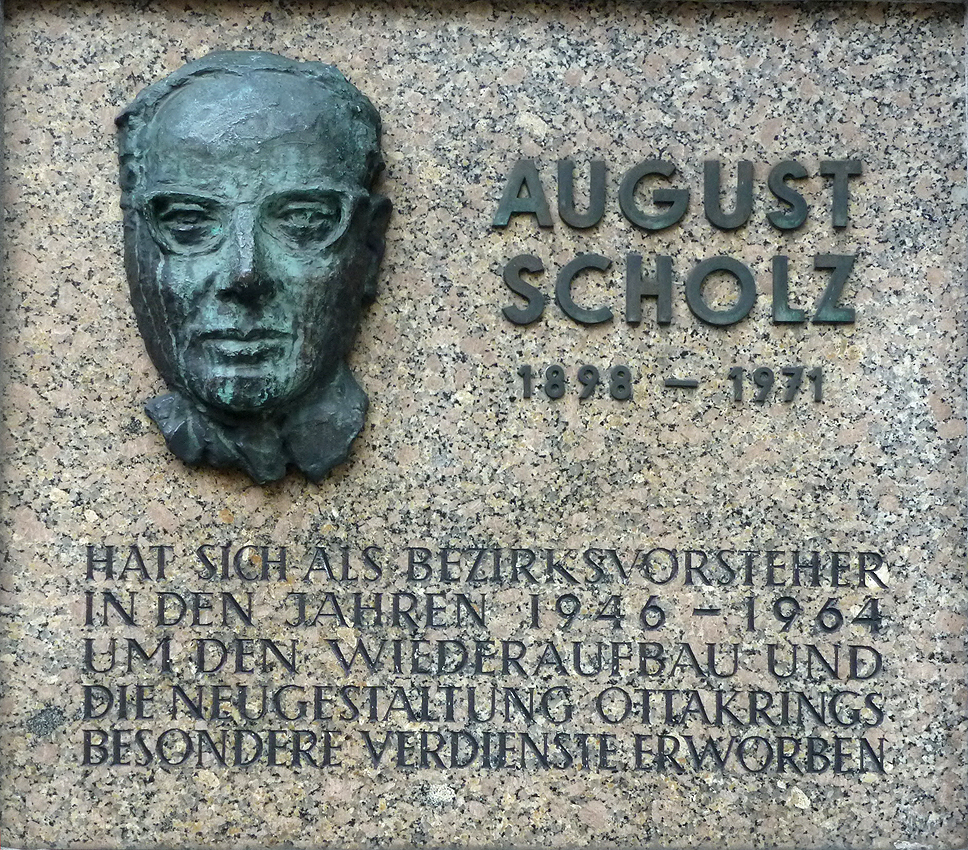 AUGUST
SCHOLZ
1898 – 1971
HAT SICH ALS BEZIRKSVORSTEHER
IN DEN JAHREN 1946 – 1964
UM DEN WIEDERAUFBAU UND
DIE NEUGESTALTUNG OTTAKRINGS
BESONDERE VERDIENSTE ERWORBEN